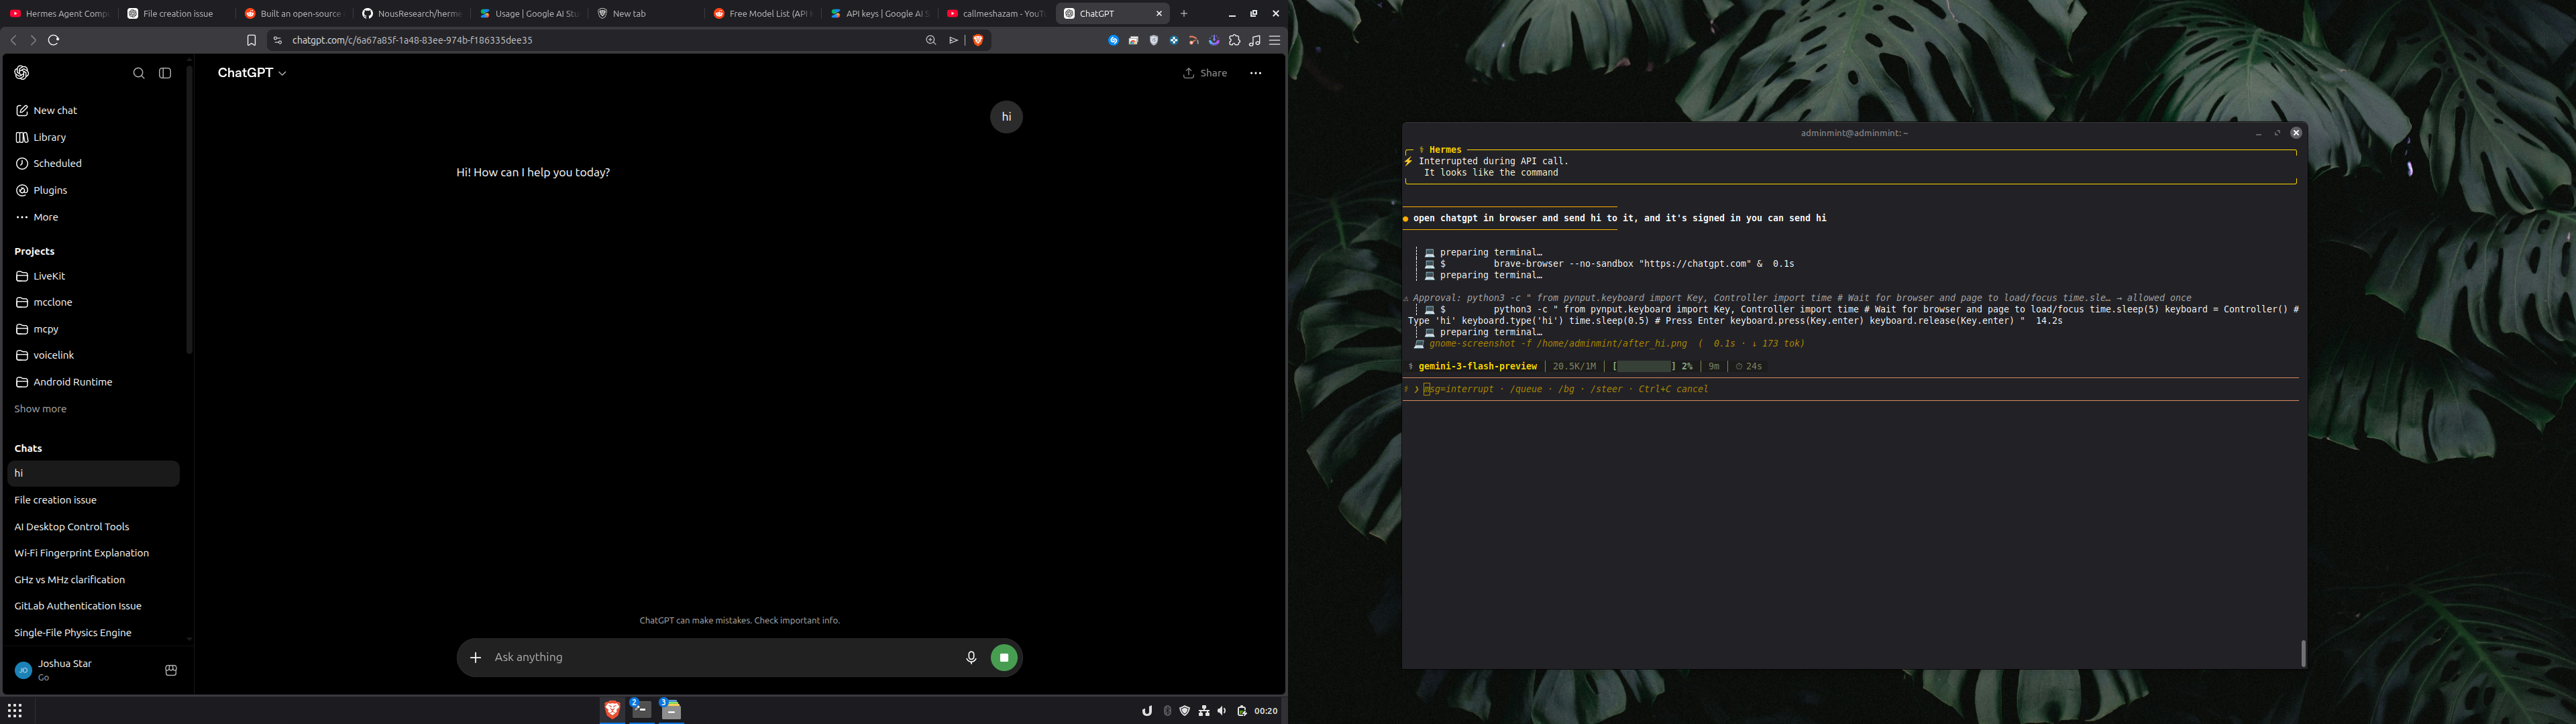 Hermes Agent Comp
File creation issue
Built an open-source
NousResearch/herme
Usage | Google AI Stu
New tab
Free Model List (API K
API keys | Google AI S
callmeshazam - YouTu
ChatGPT
chatgpt.com/c/6a67a85f-1a48-83ee-974b-f186335dee35
ChatGPT
Share
New chat
Library
Scheduled
Plugins
More
Projects
LiveKit
mcclone
mcpy
voicelink
Android Runtime
Show more
Chats
hi
File creation issue
AI Desktop Control Tools
Wi-Fi Fingerprint Explanation
GHz vs MHz clarifIcation
GitLab Authentication Issue
Single-File Physics Engine
JO
Joshua Star
Go
hi
Hi! How can I help you today?
ChatGPT can make mistakes. Check important info.
Ask anything
2
3
00:20
adminmint@adminmint: ~
Hermes
Interrupted during API call.
It looks like the command
open chatgpt in browser and send hi to it, and it's signed in you can send hi
preparing terminal…
$ brave-browser --no-sandbox "https://chatgpt.com" & 0.1s
preparing terminal…
Approval: python3 -c " from pynput.keyboard import Key, Controller import time # Wait for browser and page to load/focus time.sle… → allowed once
$ python3 -c " from pynput.keyboard import Key, Controller import time # Wait for browser and page to load/focus time.sleep(5) keyboard = Controller() #
Type 'hi' keyboard.type('hi') time.sleep(0.5) # Press Enter keyboard.press(Key.enter) keyboard.release(Key.enter) " 14.2s
preparing terminal…
gnome-screenshot -f /home/adminmint/after_hi.png ( 0.1s · ↓ 173 tok)
gemini-3-flash-preview │ 20.5K/1M │ [ ] 2% │ 9m │ ⏱ 24s
❯ msg=interrupt · /queue · /bg · /steer · Ctrl+C cancel